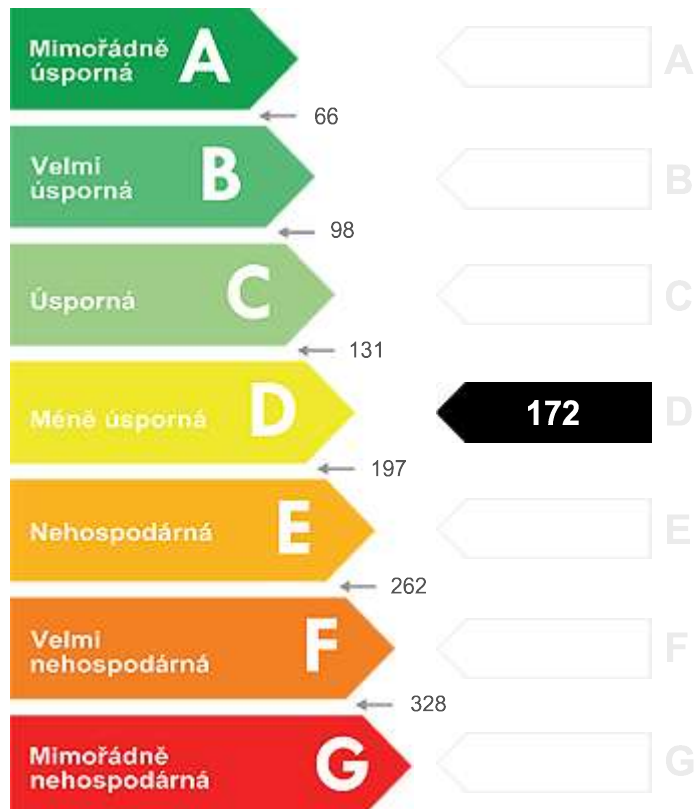 Mimořádně
úsporná
A
A
66
Velmi
úsporná
B
B
98
Úsporná
C
C
131
Méně úsporná
D
172
D
197
Nehospodárná
E
E
262
Velmi
nehospodárná
F
F
328
Mimořádně
nehospodárná
G
G